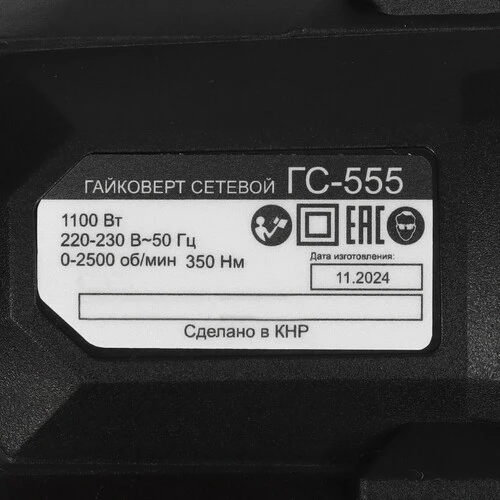 ГАЙКОВЕРТ СЕТЕВОЙ ГС-555
1100 Вт
220-230 В~50 Гц
0-2500 об/мин 350 Нм
EAC
Дата изготовления:
11.2024
Сделано в КНР